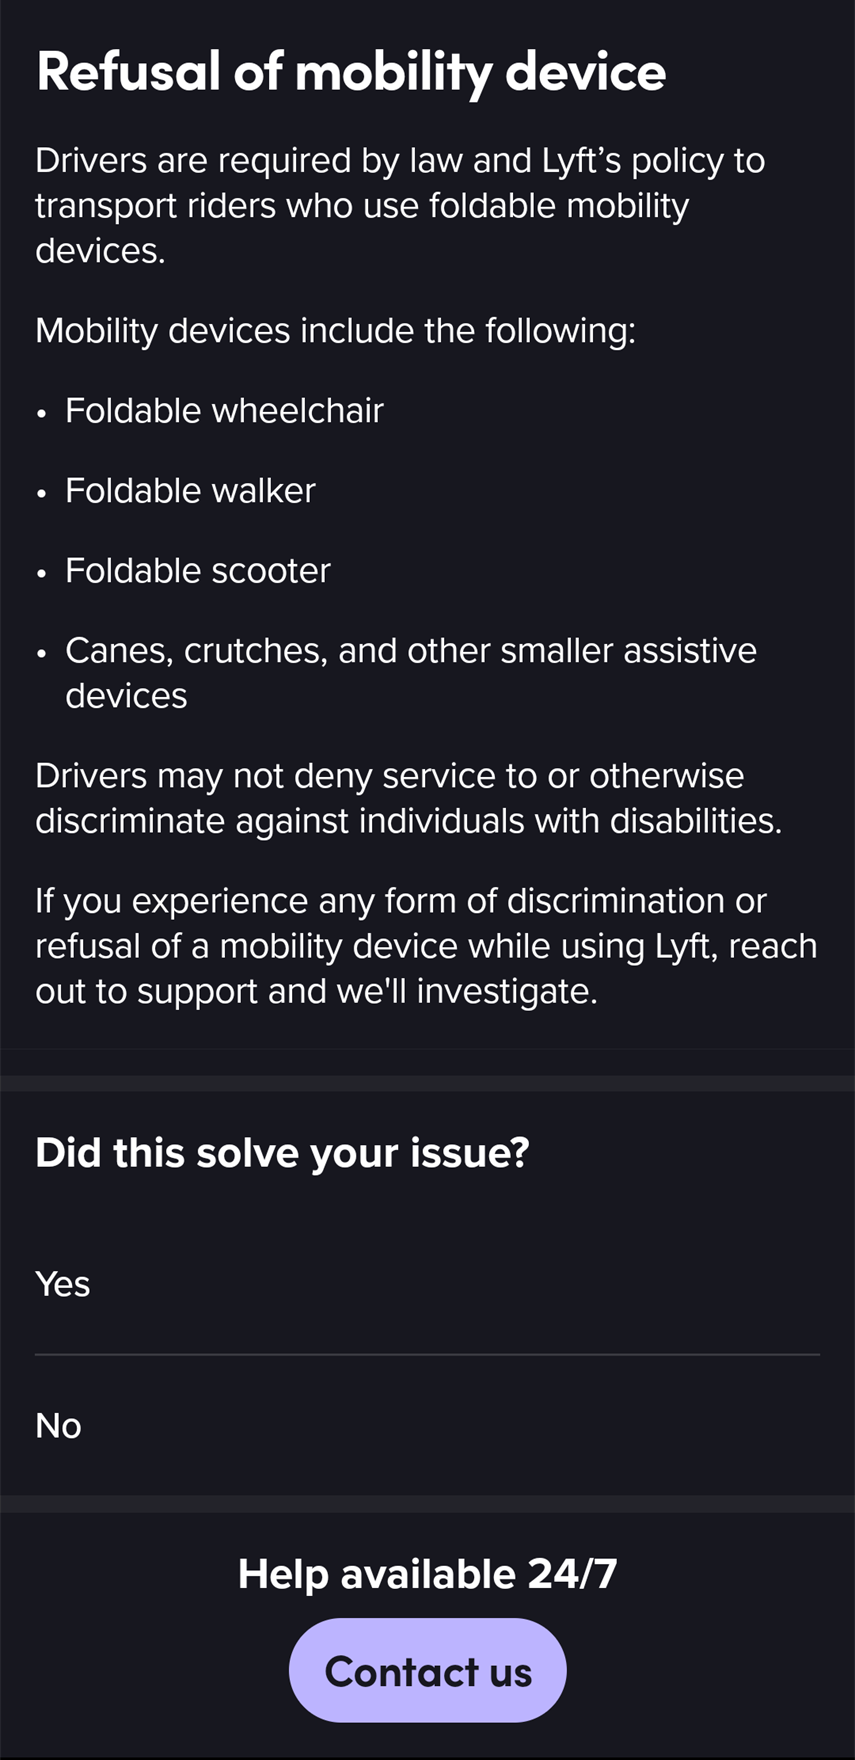 Refusal of mobility device
Drivers are required by law and Lyft’s policy to
transport riders who use foldable mobility
devices.
Mobility devices include the following:
• Foldable wheelchair
• Foldable walker
• Foldable scooter
• Canes, crutches, and other smaller assistive
devices
Drivers may not deny service to or otherwise
discriminate against individuals with disabilities.
If you experience any form of discrimination or
refusal of a mobility device while using Lyft, reach
out to support and we'll investigate.
Did this solve your issue?
Yes
No
Help available 24/7
Contact us